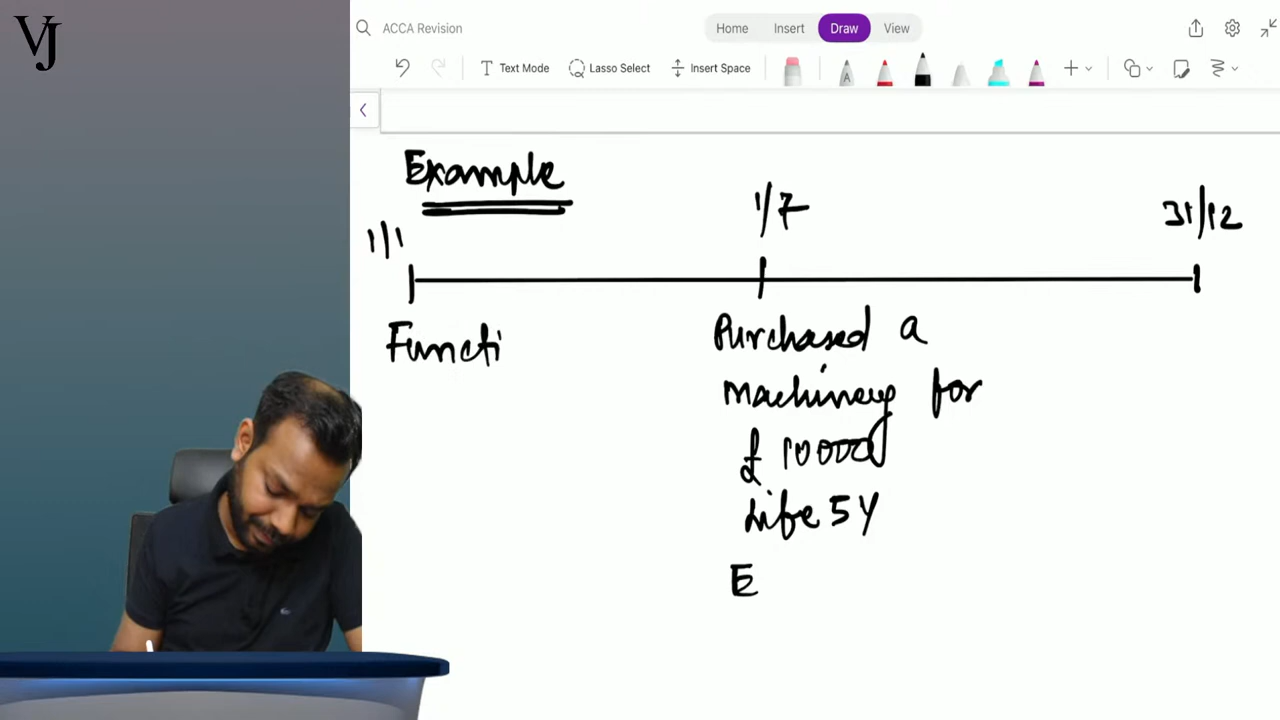 VJ
ACCA Revision
Home Insert Draw View
Text Mode Lasso Select Insert Space
A
Example
1/1 1/7 31/12
Functi
Purchased a
Machinery for
£ 10000
Life 5Y
E